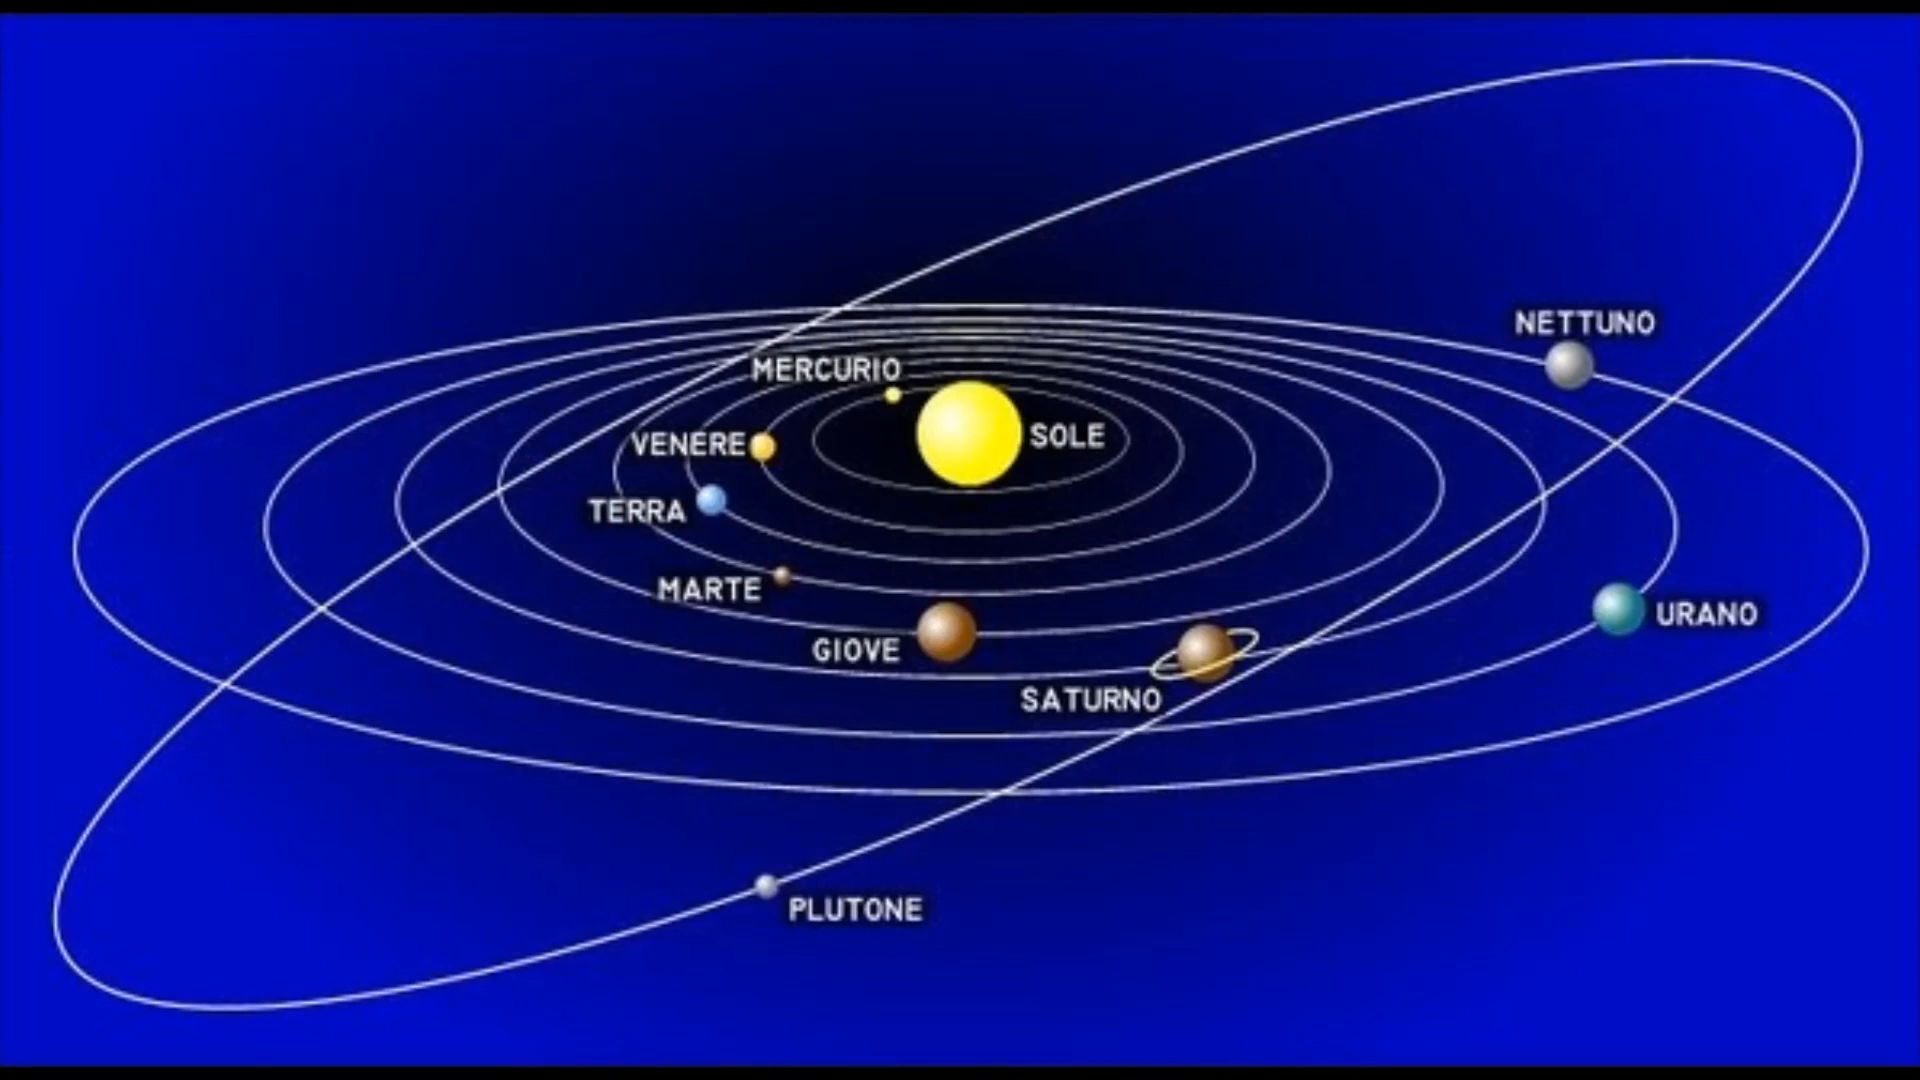 NETTUNO
MERCURIO
SOLE
VENERE
TERRA
MARTE
URANO
GIOVE
SATURNO
PLUTONE